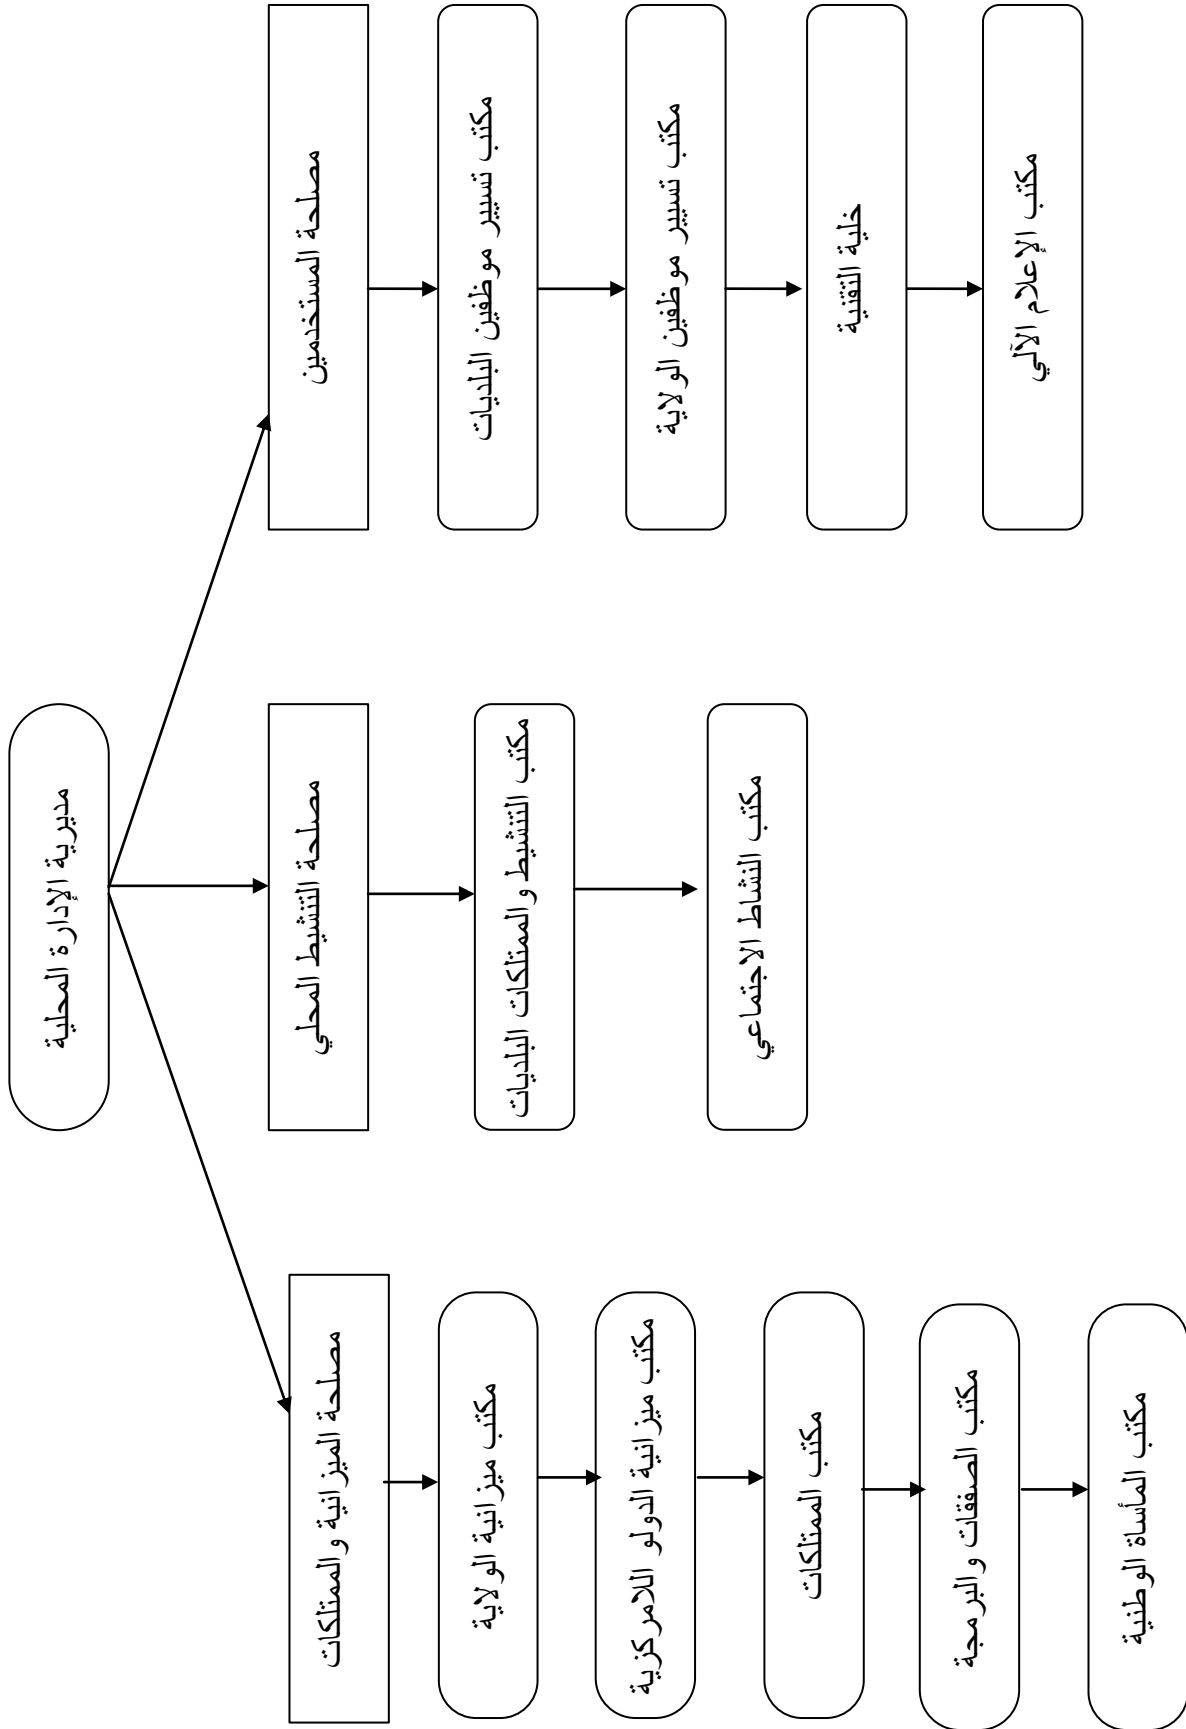 مديرية الإدارة المحلية
مصلحة المستخدمين
مكتب تسيير موظفين البلديات
مكتب تسيير موظفين الولاية
خلية التقنية
مكتب الإعلام الآلي
مصلحة التنشيط المحلي
مكتب التنشيط والممتلكات البلديات
مكتب النشاط الاجتماعي
مصلحة الميزانية والممتلكات
مكتب ميزانية الولاية
مكتب ميزانية الدولو اللامركزية
مكتب الممتلكات
مكتب الصفقات والبرمجة
مكتب المأساة الوطنية